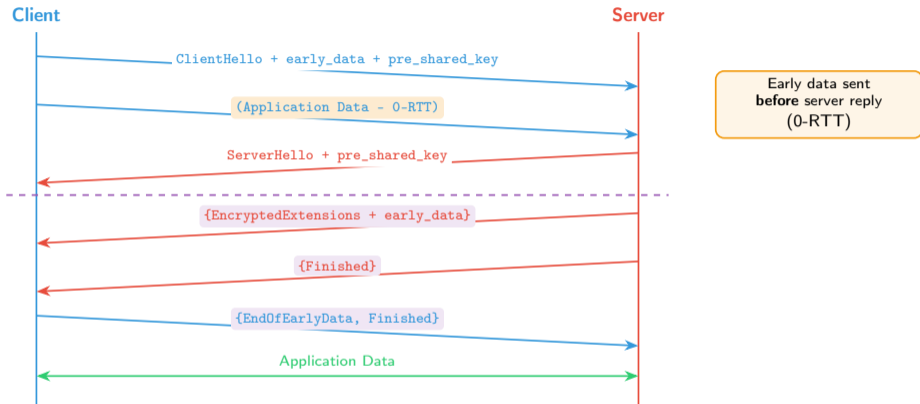 Client
Server
ClientHello + early_data + pre_shared_key
Early data sent
before server reply
(0-RTT)
(Application Data - 0-RTT)
ServerHello + pre_shared_key
{EncryptedExtensions + early_data}
{Finished}
{EndOfEarlyData, Finished}
Application Data